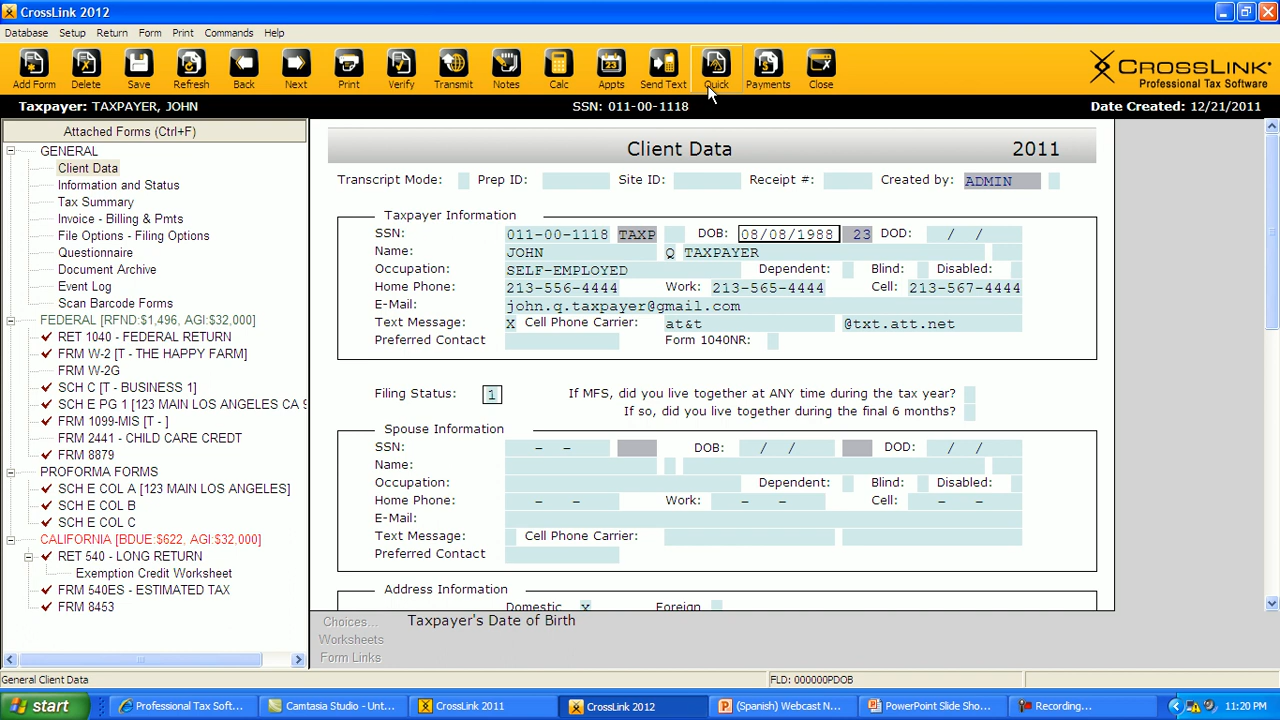 CrossLink 2012
Database Setup Return Form Print Commands Help
Add Form Delete Save Refresh Back Next Print Verify Transmit Notes Calc Appts Send Text Quick Payments Close
CROSSLINK
Professional Tax Software
Taxpayer: TAXPAYER, JOHN SSN: 011-00-1118 Date Created: 12/21/2011
Attached Forms (Ctrl+F)
GENERAL
Client Data
Information and Status
Tax Summary
Invoice - Billing & Pmts
File Options - Filing Options
Questionnaire
Document Archive
Event Log
Scan Barcode Forms
FEDERAL [RFND:$1,496, AGI:$32,000]
RET 1040 - FEDERAL RETURN
FRM W-2 [T - THE HAPPY FARM]
FRM W-2G
SCH C [T - BUSINESS 1]
SCH E PG 1 [123 MAIN LOS ANGELES CA 9
FRM 1099-MIS [T - ]
FRM 2441 - CHILD CARE CREDT
FRM 8879
PROFORMA FORMS
SCH E COL A [123 MAIN LOS ANGELES]
SCH E COL B
SCH E COL C
CALIFORNIA [BDUE:$622, AGI:$32,000]
RET 540 - LONG RETURN
Exemption Credit Worksheet
FRM 540ES - ESTIMATED TAX
FRM 8453
Client Data 2011
Transcript Mode: Prep ID: Site ID: Receipt #: Created by: ADMIN
Taxpayer Information
SSN: 011-00-1118 TAXP DOB: 08/08/1988 23 DOD: / /
Name: JOHN Q TAXPAYER
Occupation: SELF-EMPLOYED Dependent: Blind: Disabled:
Home Phone: 213-556-4444 Work: 213-565-4444 Cell: 213-567-4444
E-Mail: john.q.taxpayer@gmail.com
Text Message: X Cell Phone Carrier: at&t @txt.att.net
Preferred Contact Form 1040NR:
Filing Status: 1 If MFS, did you live together at ANY time during the tax year?
If so, did you live together during the final 6 months?
Spouse Information
SSN: - - DOB: / / DOD: / /
Name:
Occupation: Dependent: Blind: Disabled:
Home Phone: - - Work: - - Cell: - -
E-Mail:
Text Message: Cell Phone Carrier:
Preferred Contact
Address Information
Domestic X Foreign
Choices... Taxpayer's Date of Birth
Worksheets
Form Links
General Client Data FLD: 000000PDOB
start Professional Tax Soft... Camtasia Studio - Unt... CrossLink 2011 CrossLink 2012 (Spanish) Webcast N... PowerPoint Slide Sho... Recording... 11:20 PM